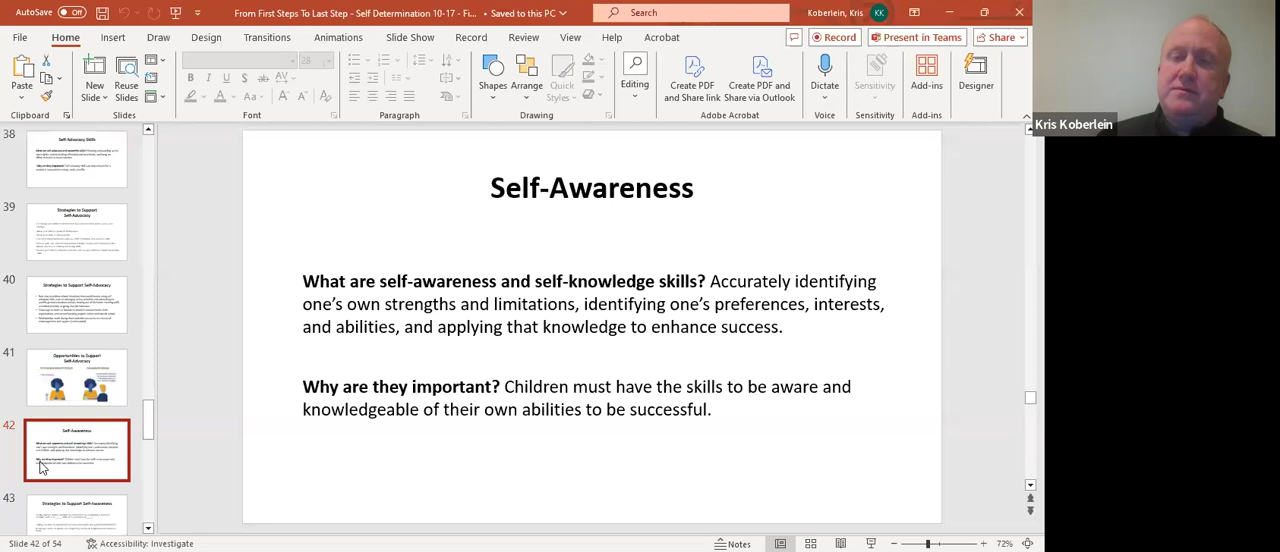 AutoSave Off From First Steps To Last Step - Self Determination 10-17 - Fi... • Saved to this PC Search Koberlein, Kris KK
File Home Insert Draw Design Transitions Animations Slide Show Record Review View Help Acrobat Record Present in Teams Share
28
Paste New Slide Reuse Slides B I U S ab AV Aa A A Shapes Arrange Quick Styles Editing Create PDF and Share link Create PDF and Share via Outlook Dictate Sensitivity Add-ins Designer
Clipboard Slides Font Paragraph Drawing Adobe Acrobat Voice Sensitivity Add-ins Designer
Kris Koberlein
38
Self-Advocacy Skills
39
Strategies to Support
Self-Advocacy
40
Strategies to Support Self-Advocacy
41
Opportunities to Support
Self-Advocacy
42
Self-Awareness
43
Strategies to Support Self-Awareness
Self-Awareness
What are self-awareness and self-knowledge skills? Accurately identifying
one's own strengths and limitations, identifying one's preferences, interests,
and abilities, and applying that knowledge to enhance success.
Why are they important? Children must have the skills to be aware and
knowledgeable of their own abilities to be successful.
Slide 42 of 54 Accessibility: Investigate Notes 72%